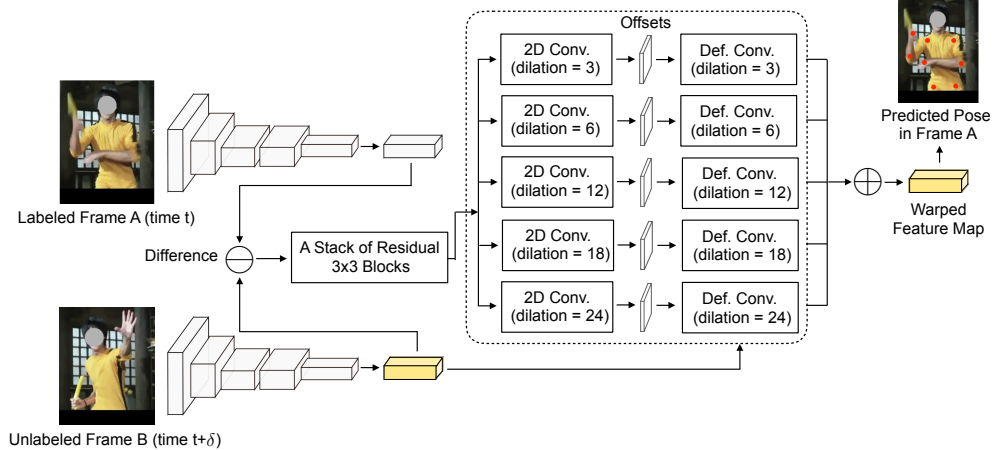 Offsets
2D Conv.
(dilation = 3)
Def. Conv.
(dilation = 3)
2D Conv.
(dilation = 6)
Def. Conv.
(dilation = 6)
2D Conv.
(dilation = 12)
Def. Conv.
(dilation = 12)
2D Conv.
(dilation = 18)
Def. Conv.
(dilation = 18)
2D Conv.
(dilation = 24)
Def. Conv.
(dilation = 24)
Labeled Frame A (time t)
Difference
A Stack of Residual
3x3 Blocks
Unlabeled Frame B (time t+δ)
Predicted Pose
in Frame A
Warped
Feature Map